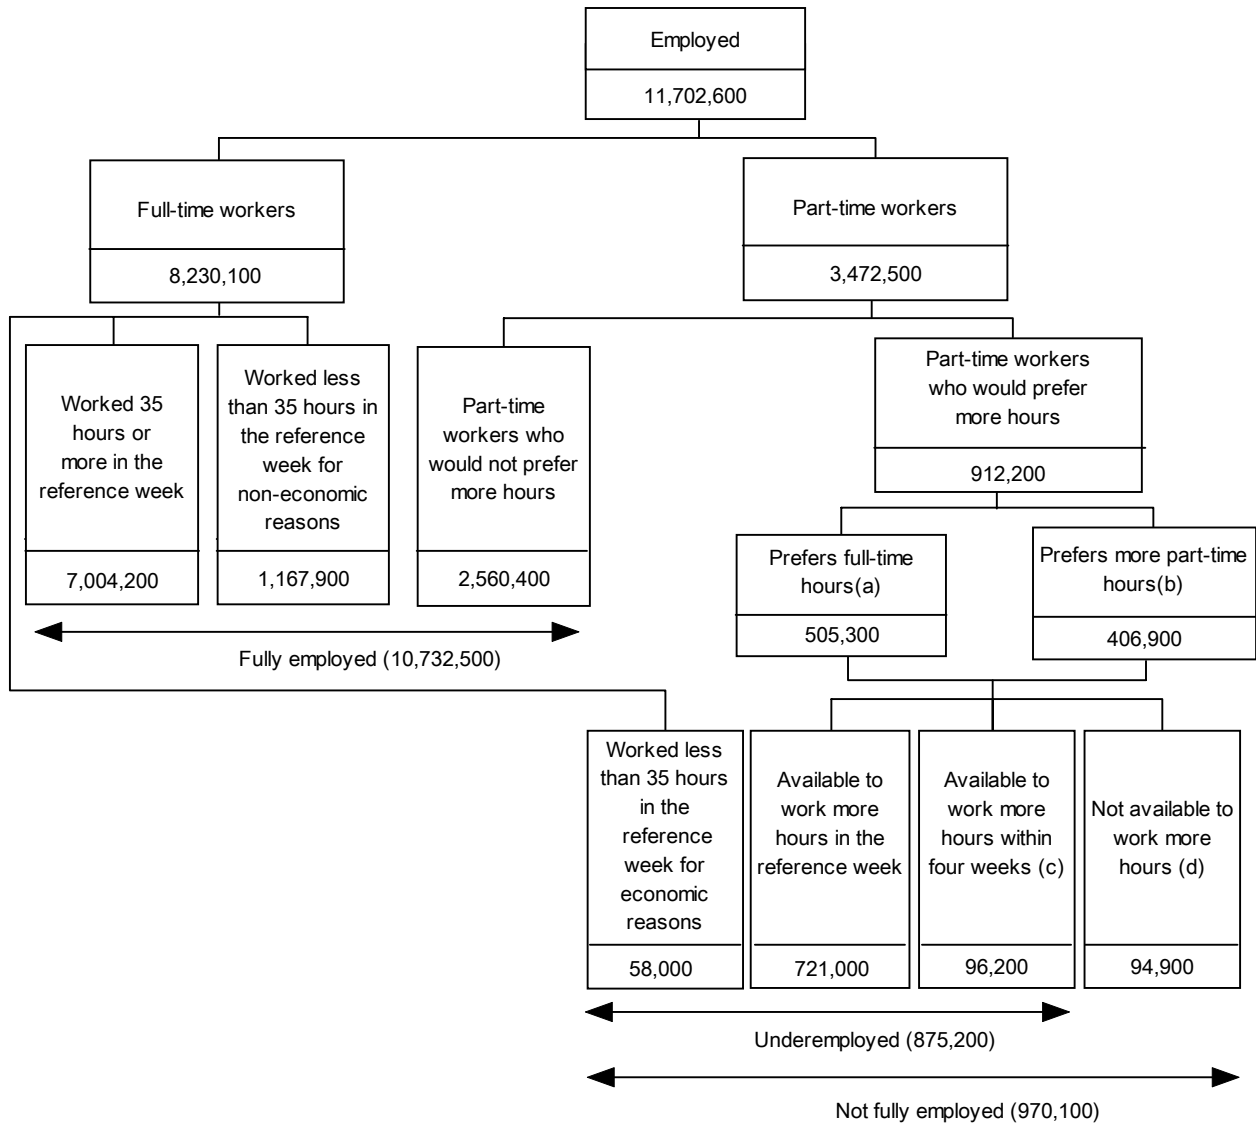 Employed
11,702,600
Full-time workers
8,230,100
Part-time workers
3,472,500
Worked 35
hours or
more in the
reference week
7,004,200
Worked less
than 35 hours in
the reference
week for
non-economic
reasons
1,167,900
Part-time
workers who
would not prefer
more hours
2,560,400
Part-time workers
who would prefer
more hours
912,200
Prefers full-time
hours(a)
505,300
Prefers more part-time
hours(b)
406,900
Fully employed (10,732,500)
Worked less
than 35 hours
in the
reference
week for
economic
reasons
58,000
Available to
work more
hours in the
reference week
721,000
Available to
work more
hours within
four weeks (c)
96,200
Not available to
work more
hours (d)
94,900
Underemployed (875,200)
Not fully employed (970,100)